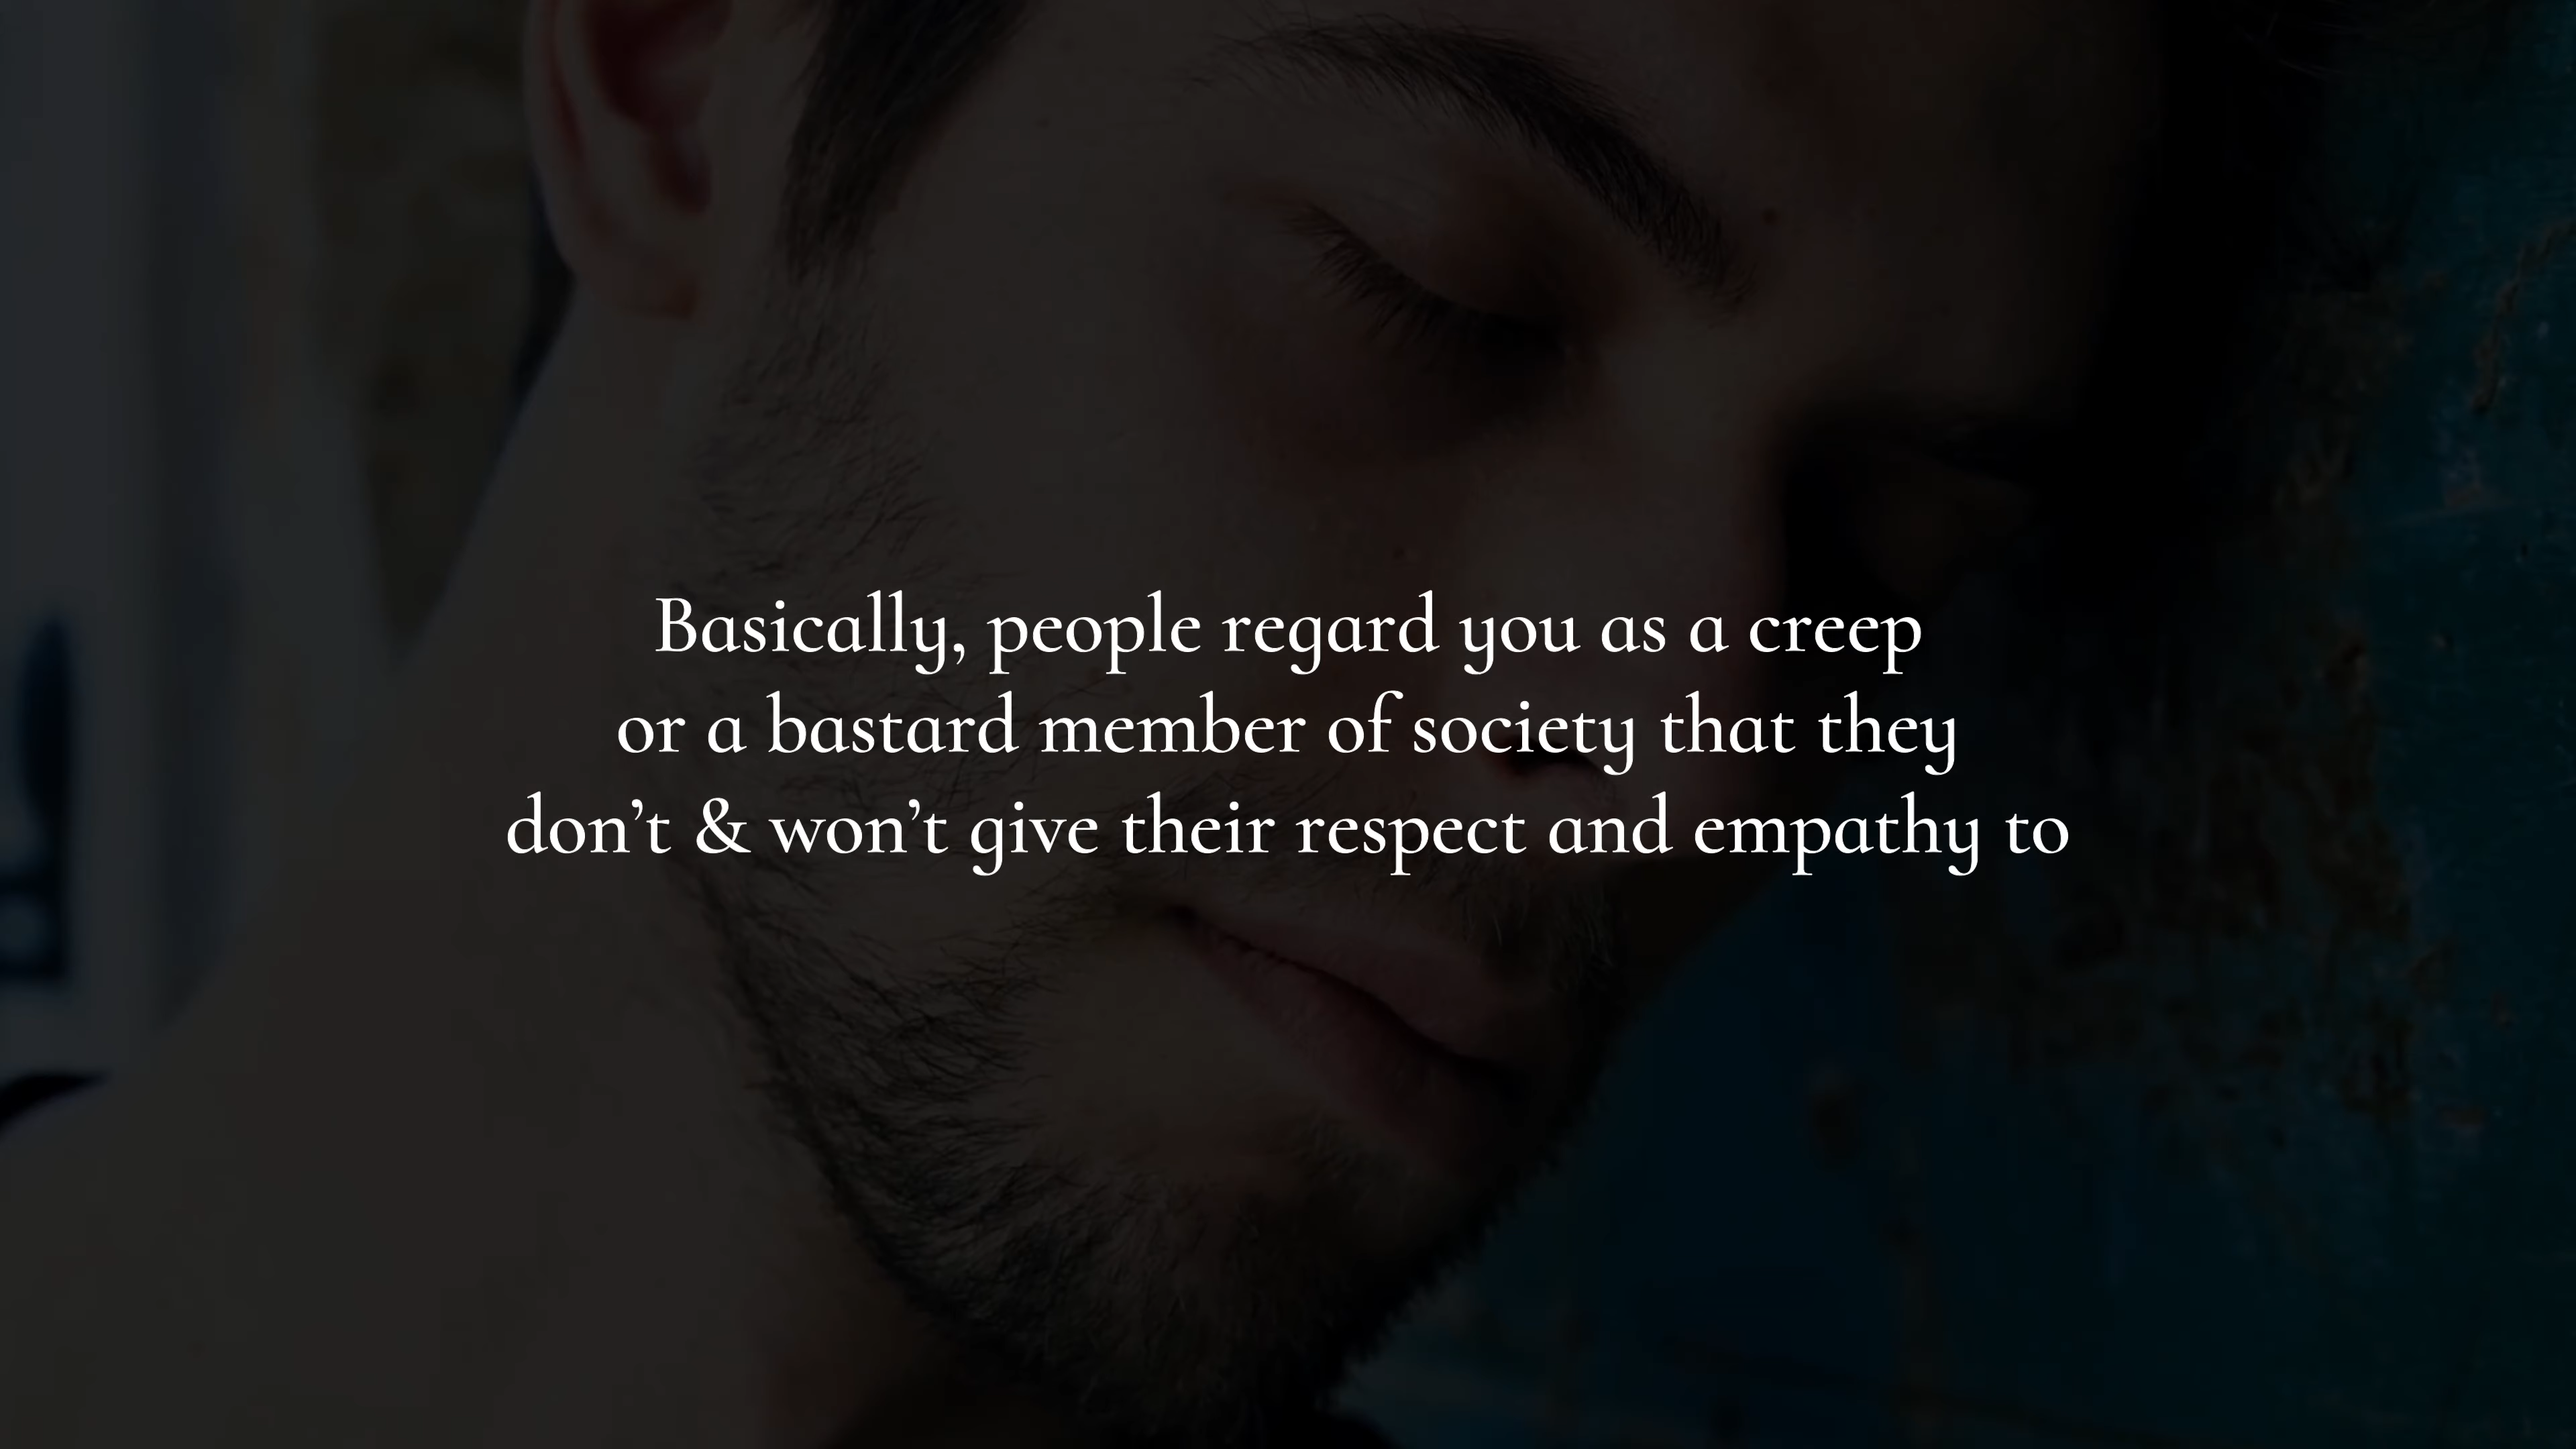 Basically, people regard you as a creep
or a bastard member of society that they
don’t & won’t give their respect and empathy to